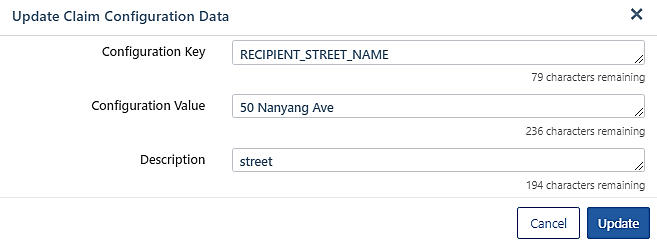 Update Claim Configuration Data
Configuration Key
RECIPIENT_STREET_NAME
79 characters remaining
Configuration Value
50 Nanyang Ave
236 characters remaining
Description
street
194 characters remaining
Cancel
Update